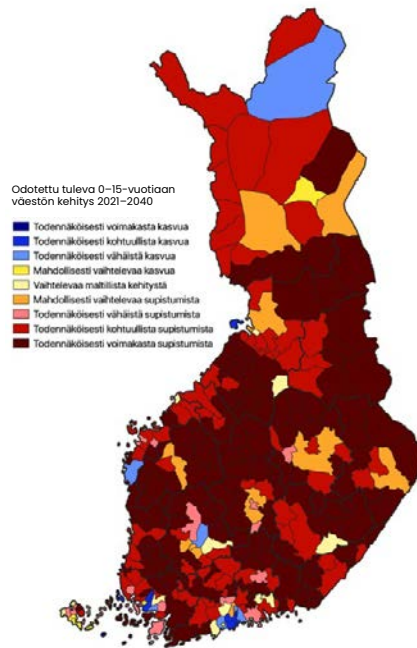 Odotettu tuleva 0–15-vuotiaan
väestön kehitys 2021–2040
Todennäköisesti voimakasta kasvua
Todennäköisesti kohtuullista kasvua
Todennäköisesti vähäistä kasvua
Mahdollisesti vaihtelevaa kasvua
Vaihtelevaa maltillista kehitystä
Mahdollisesti vaihtelevaa supistumista
Todennäköisesti vähäistä supistumista
Todennäköisesti kohtuullista supistumista
Todennäköisesti voimakasta supistumista